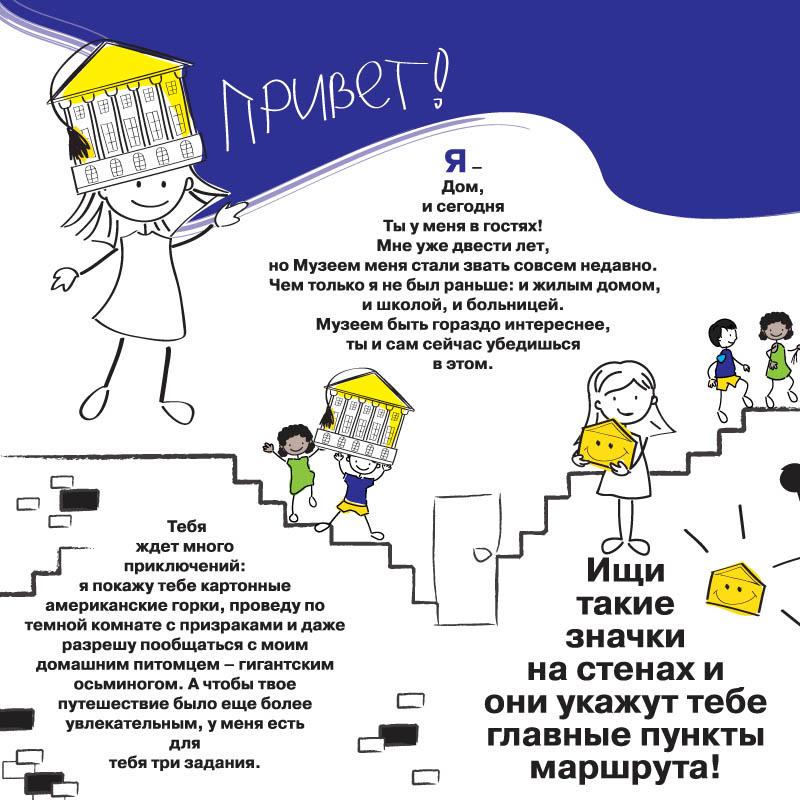 ПРИВЕТ!
Я –
Дом,
и сегодня
Ты у меня в гостях!
Мне уже двести лет,
но Музеем меня стали звать совсем недавно.
Чем только я не был раньше: и жилым домом,
и школой, и больницей.
Музеем быть гораздо интереснее,
ты и сам сейчас убедишься
в этом.
Тебя
ждет много
приключений:
я покажу тебе картонные
американские горки, проведу по
темной комнате с призраками и даже
разрешу пообщаться с моим
домашним питомцем – гигантским
осьминогом. А чтобы твое
путешествие было еще более
увлекательным, у меня есть
для
тебя три задания.
Ищи
такие
значки
на стенах и
они укажут тебе
главные пункты
маршрута!